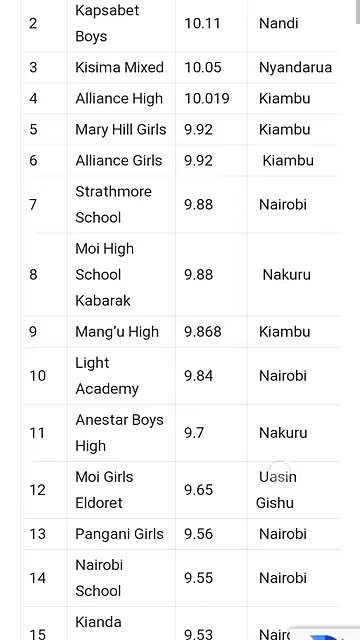 Kapsabet
2 10.11 Nandi
Boys
3 Kisima Mixed 10.05 Nyandarua
4 Alliance High 10.019 Kiambu
5 Mary Hill Girls 9.92 Kiambu
6 Alliance Girls 9.92 Kiambu
Strathmore
7 9.88 Nairobi
School
Moi High
8 School 9.88 Nakuru
Kabarak
9 Mang’u High 9.868 Kiambu
Light
10 9.84 Nairobi
Academy
Anestar Boys
11 9.7 Nakuru
High
Moi Girls Uasin
12 9.65
Eldoret Gishu
13 Pangani Girls 9.56 Nairobi
Nairobi
14 9.55 Nairobi
School
Kianda
15 9.53